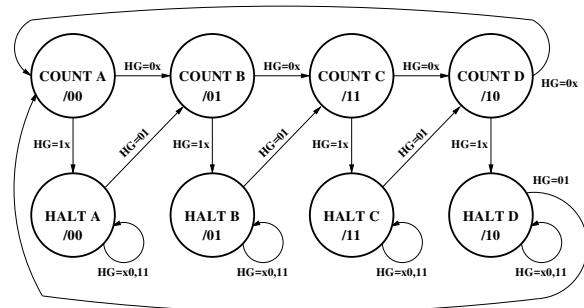 COUNT A
/00
HG=0x
COUNT B
/01
HG=0x
COUNT C
/11
HG=0x
COUNT D
/10
HG=0x
HG=1x
HG=01
HG=1x
HG=01
HG=1x
HG=01
HG=1x
HG=01
HALT A
/00
HALT B
/01
HALT C
/11
HALT D
/10
HG=x0,11
HG=x0,11
HG=x0,11
HG=x0,11